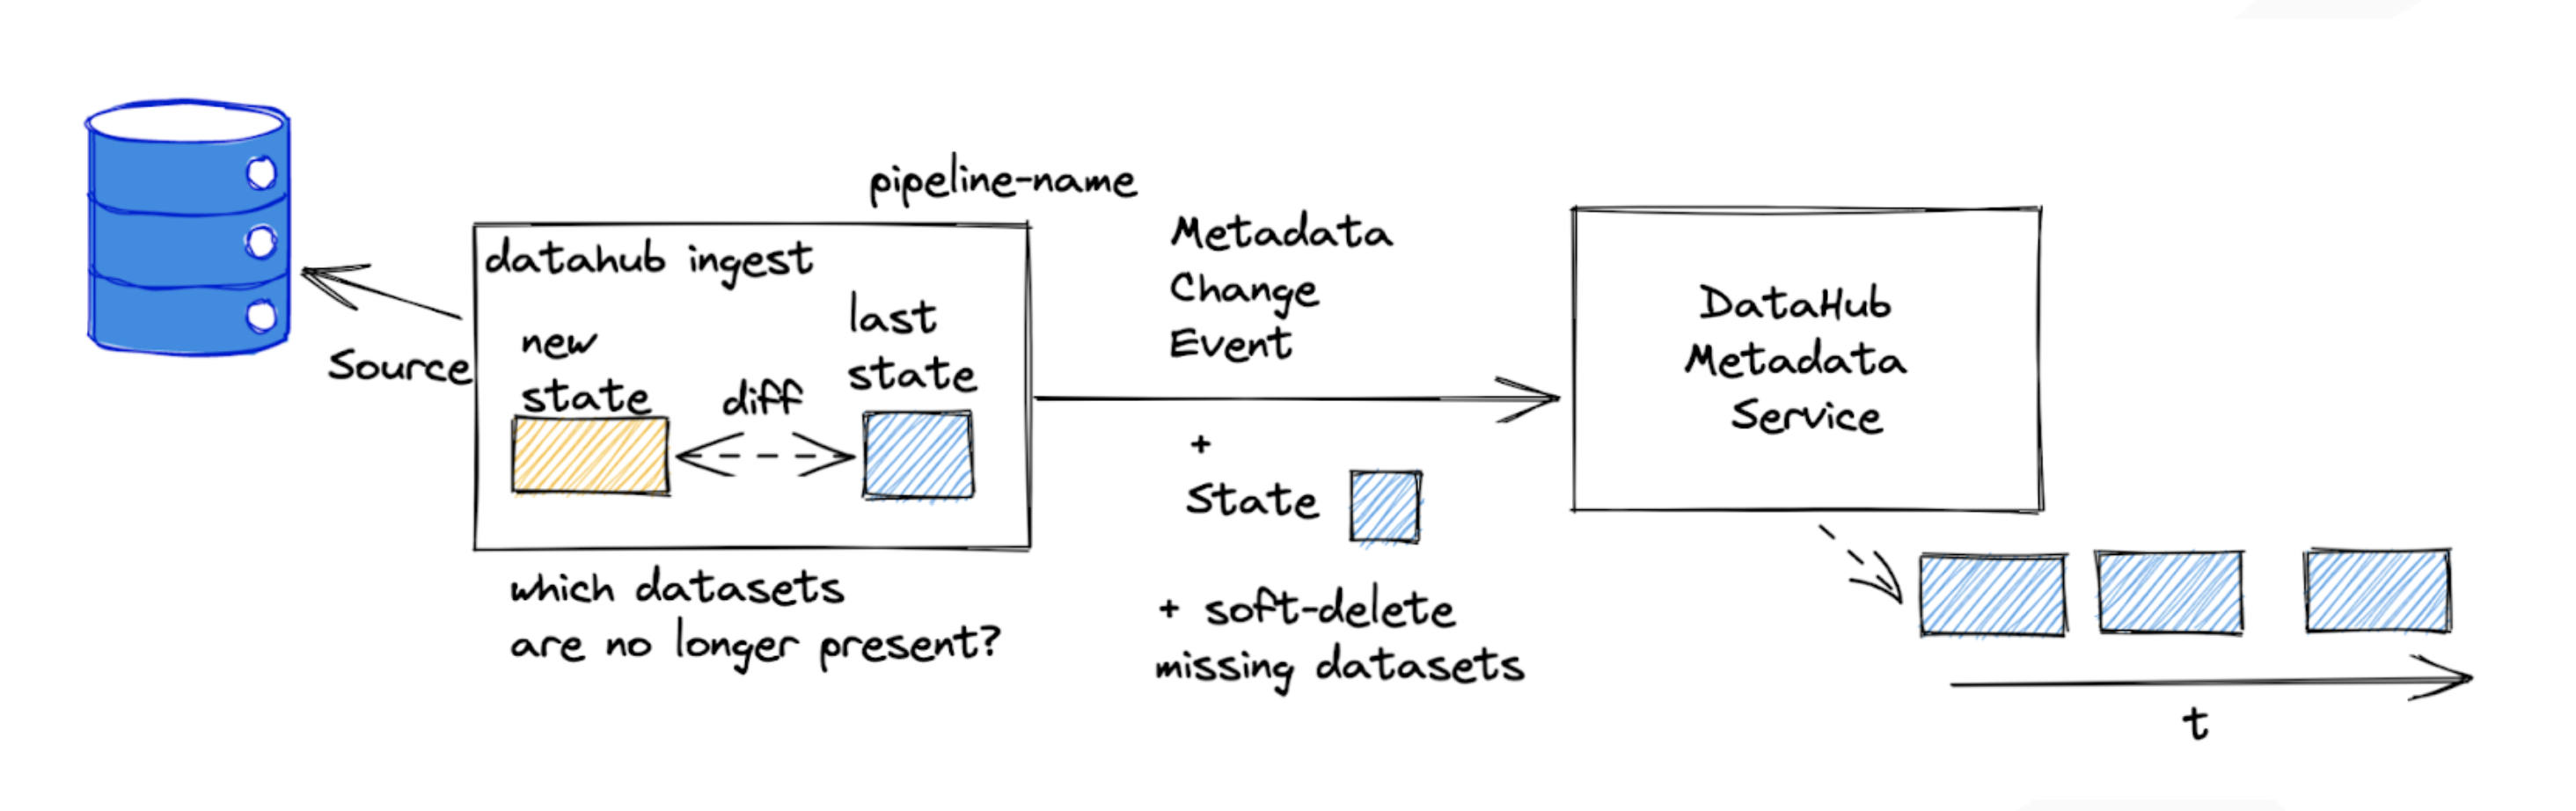 pipeline-name
datahub ingest
new
state
diff
last
state
Source
which datasets
are no longer present?
Metadata
Change
Event
+
State
+ soft-delete
missing datasets
DataHub
Metadata
Service
t